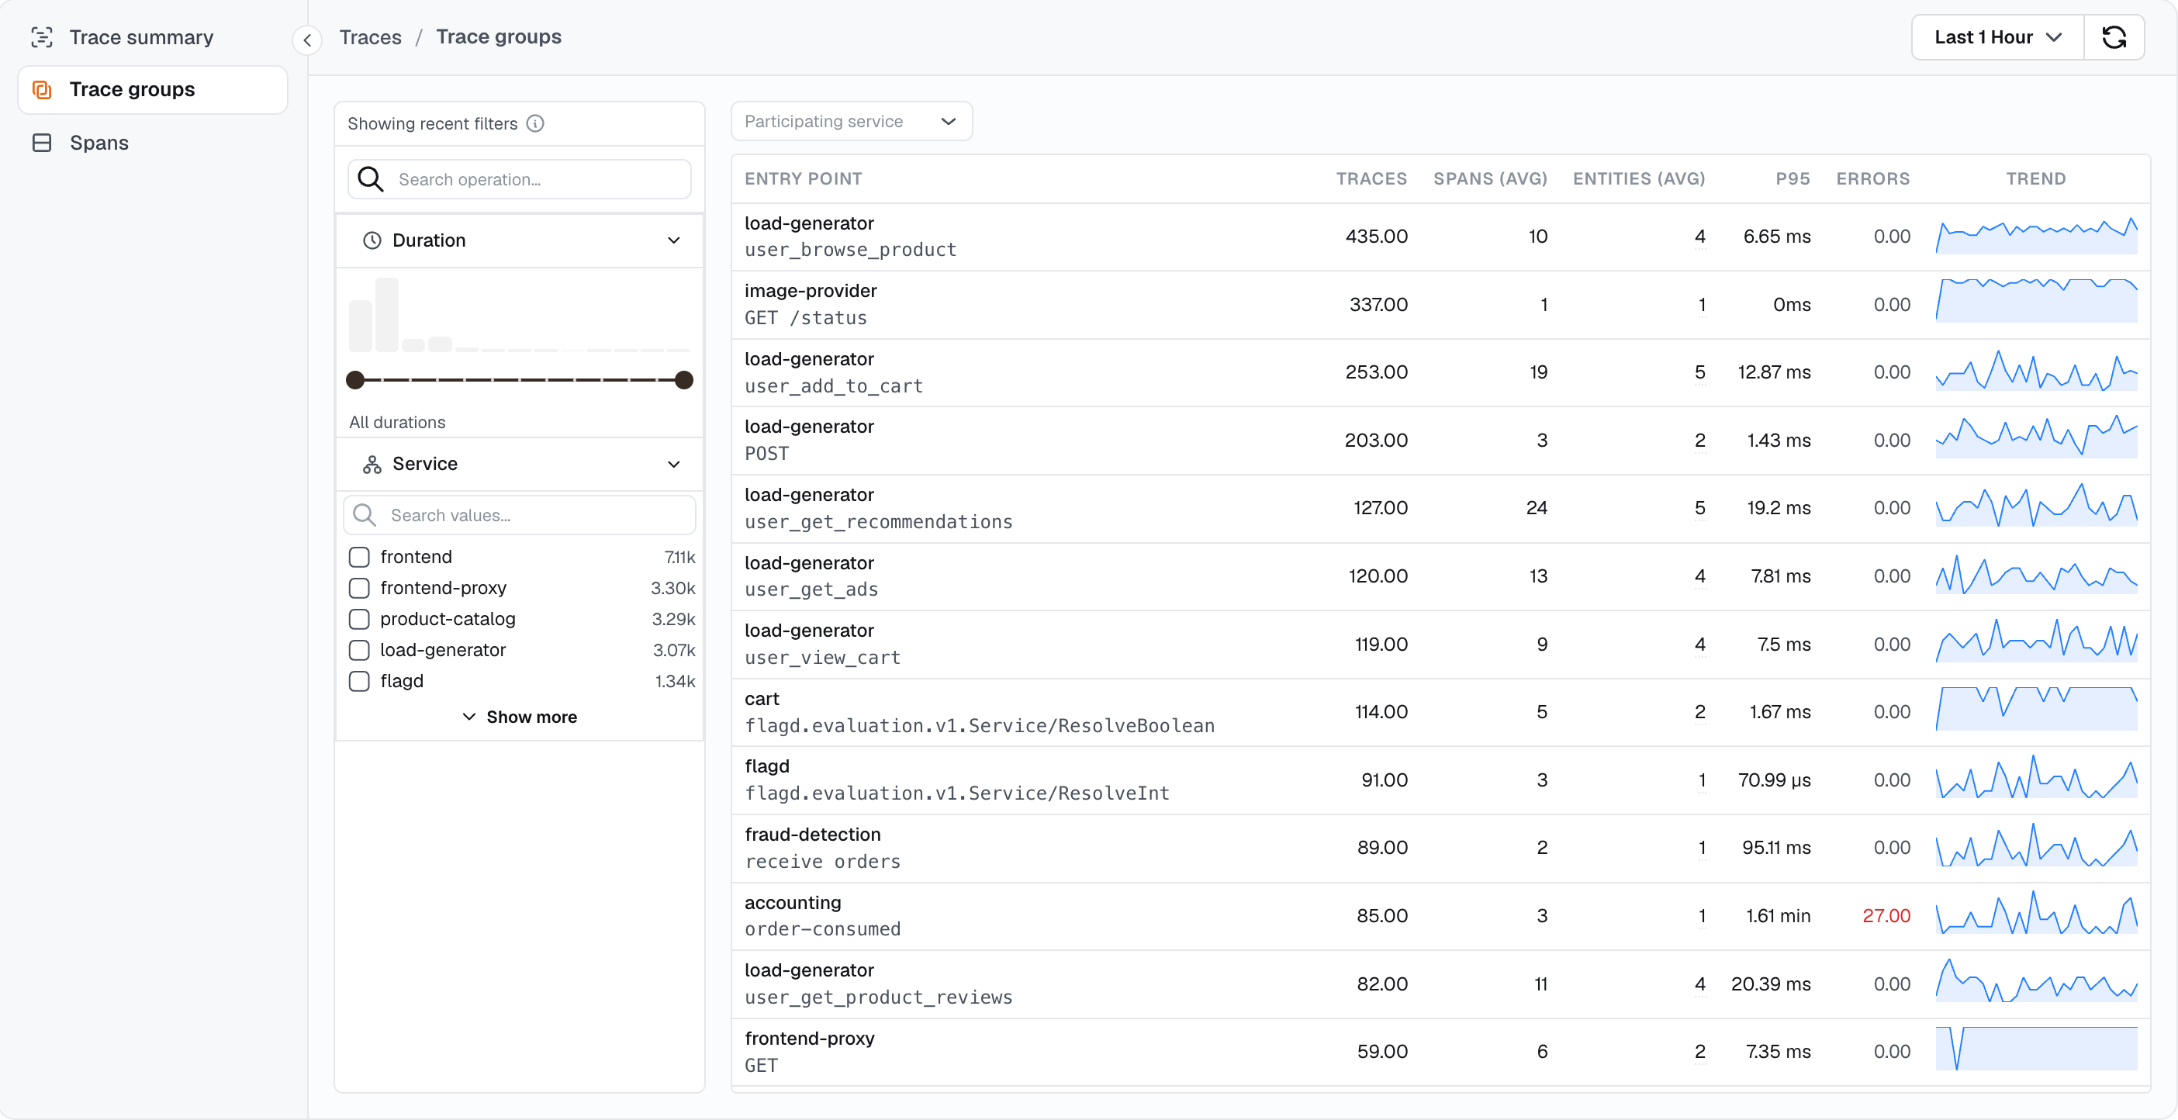 Trace summary
Trace groups
Spans
Traces / Trace groups
Last 1 Hour
Showing recent filters
Search operation...
Duration
All durations
Service
Search values...
frontend 7.11k
frontend-proxy 3.30k
product-catalog 3.29k
load-generator 3.07k
flagd 1.34k
Show more
Participating service
ENTRY POINT TRACES SPANS (AVG) ENTITIES (AVG) P95 ERRORS TREND
load-generator
user_browse_product 435.00 10 4 6.65 ms 0.00
image-provider
GET /status 337.00 1 1 0ms 0.00
load-generator
user_add_to_cart 253.00 19 5 12.87 ms 0.00
load-generator
POST 203.00 3 2 1.43 ms 0.00
load-generator
user_get_recommendations 127.00 24 5 19.2 ms 0.00
load-generator
user_get_ads 120.00 13 4 7.81 ms 0.00
load-generator
user_view_cart 119.00 9 4 7.5 ms 0.00
cart
flagd.evaluation.v1.Service/ResolveBoolean 114.00 5 2 1.67 ms 0.00
flagd
flagd.evaluation.v1.Service/ResolveInt 91.00 3 1 70.99 µs 0.00
fraud-detection
receive orders 89.00 2 1 95.11 ms 0.00
accounting
order-consumed 85.00 3 1 1.61 min 27.00
load-generator
user_get_product_reviews 82.00 11 4 20.39 ms 0.00
frontend-proxy
GET 59.00 6 2 7.35 ms 0.00